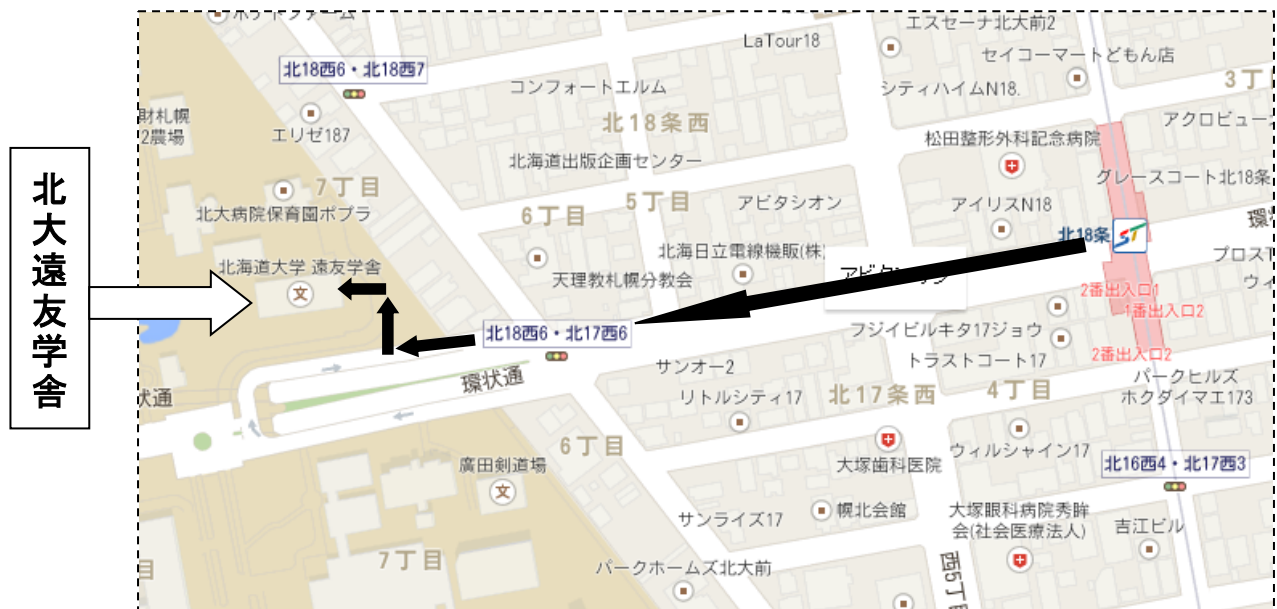 北大遠友学舎
ポテトファーム
北18西6・北18西7
財札幌
2農場
エリゼ187
7丁目
北大病院保育園ポプラ
北海道大学 遠友学舎
文
状通
LaTour18
コンフォートエルム
北18条西
北海道出版企画センター
5丁目
6丁目
アビタシオン
北海日立電線機販(株)
天理教札幌分教会
北18西6・北17西6
環状通
エスセーナ北大前2
セイコーマートどもん店
シティハイムN18.
3丁
アクロビュー
松田整形外科記念病院
グレースコート北18条
アイリスN18
北18条
ST
プロス
ウィ
2番出入口1
1番出入口2
2番出入口2
フジイビルキタ17ジョウ
トラストコート17
サンオー2
リトルシティ17
北17条西
4丁目
パークヒルズ
ホクダイマエ173
6丁目
廣田剣道場
文
大塚歯科医院
ウィルシャイン17
北16西4・北17西3
サンライズ17
幌北会館
大塚眼科病院秀眸
会(社会医療法人)
吉江ビル
7丁目
目
パークホームズ北大前
西5丁